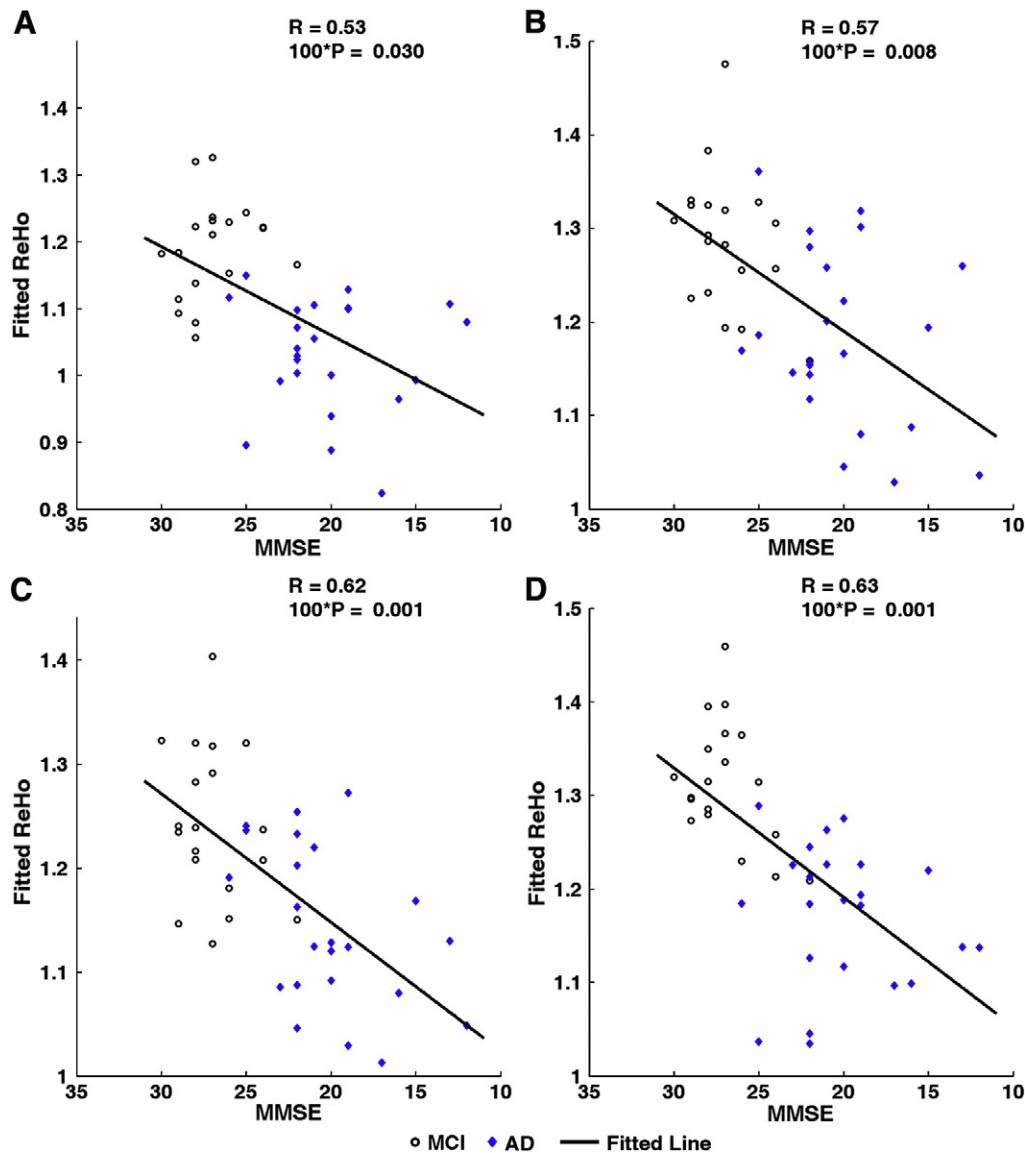 A
R = 0.53
100*P = 0.030
1.4
1.3
1.2
1.1
1
0.9
0.8
Fitted ReHo
35 30 25 20 15 10
MMSE
B
R = 0.57
100*P = 0.008
1.5
1.4
1.3
1.2
1.1
1
Fitted ReHo
35 30 25 20 15 10
MMSE
C
R = 0.62
100*P = 0.001
1.4
1.3
1.2
1.1
1
Fitted ReHo
35 30 25 20 15 10
MMSE
D
R = 0.63
100*P = 0.001
1.5
1.4
1.3
1.2
1.1
1
Fitted ReHo
35 30 25 20 15 10
MMSE
MCI AD Fitted Line